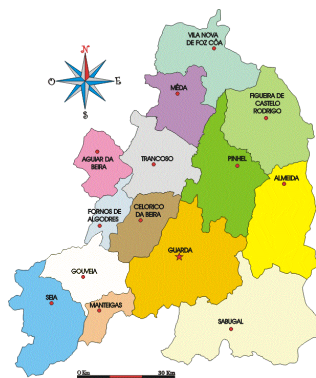 VILA NOVA
DE FOZ CÔA
N
O
E
S
MÊDA
FIGUEIRA DE
CASTELO
RODRIGO
AGUIAR DA
BEIRA
TRANCOSO
PINHEL
ALMEIDA
FORNOS DE
ALGODRES
CELORICO
DA BEIRA
GUARDA
GOUVEIA
SEIA
MANTEIGAS
SABUGAL
0 Km
30 Km